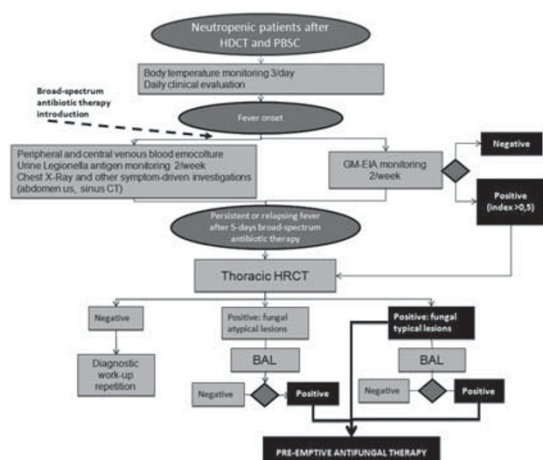 Neutropenic patients after
HDCT and PBSC
Body temperature monitoring 3/day
Daily clinical evaluation
Broad-spectrum
antibiotic therapy
introduction
Fever onset
Peripheral and central venous blood emocolture
Urine Legionella antigen monitoring 2/week
Chest X-Ray and other symptom-driven investigations
(abdomen us, sinus CT)
GM-EIA monitoring
2/week
Negative
Positive
(index >0,5)
Persistent or relapsing fever
after 5-days broad-spectrum
antibiotic therapy
Thoracic HRCT
Negative
Positive: fungal
atypical lesions
Positive: fungal
typical lesions
Diagnostic
work-up
repetition
BAL
BAL
Negative
Positive
Negative
Positive
PRE-EMPTIVE ANTIFUNGAL THERAPY